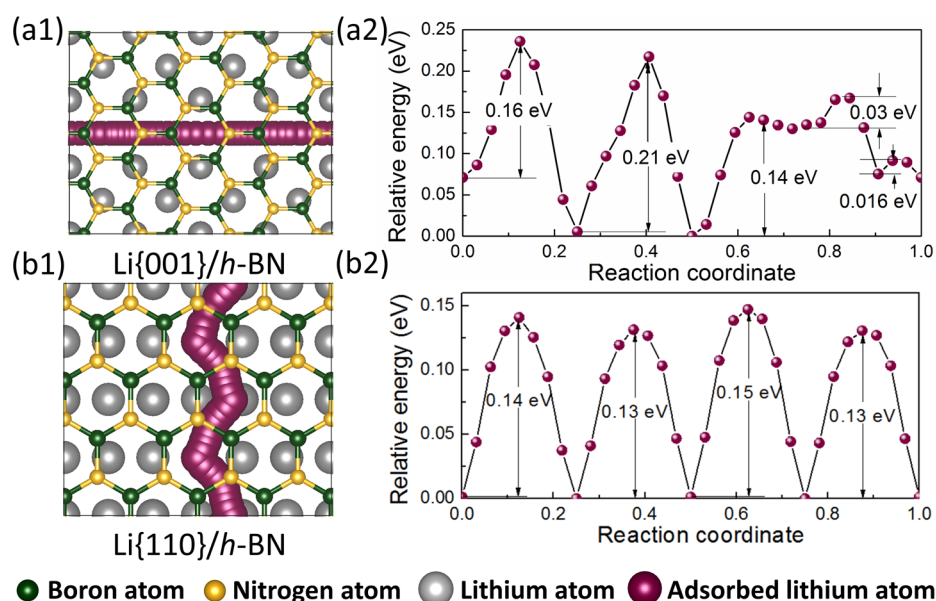 (a1)
(a2)
Relative energy (eV)
0.25
0.20
0.15
0.10
0.05
0.00
0.16 eV
0.21 eV
0.14 eV
0.03 eV
0.016 eV
0.0 0.2 0.4 0.6 0.8 1.0
Reaction coordinate
Li{001}/h-BN
(b1)
(b2)
Relative energy (eV)
0.15
0.10
0.05
0.00
0.14 eV
0.13 eV
0.15 eV
0.13 eV
0.0 0.2 0.4 0.6 0.8 1.0
Reaction coordinate
Li{110}/h-BN
Boron atom Nitrogen atom Lithium atom Adsorbed lithium atom